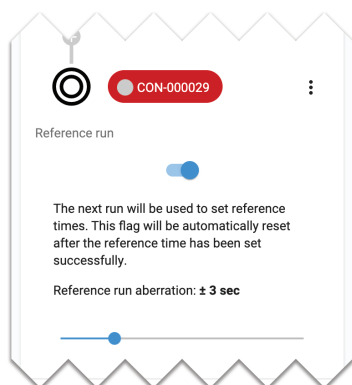 CON-000029
Reference run
The next run will be used to set reference
times. This flag will be automatically reset
after the reference time has been set
successfully.
Reference run aberration: ± 3 sec